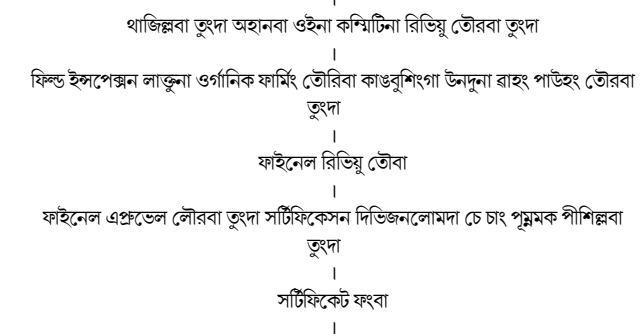 ।
থাজিল্লবা তুংদা অহানবা ওইনা কম্মিটিনা রিভিয়ু তৌরবা তুংদা
।
ফিল্ড ইন্সপেক্সন লাক্তুনা ওর্গানিক ফার্মিং তৌরিবা কাঙবুশিংগা উনদুনা ৱাহং পাউহং তৌরবা
তুংদা
।
ফাইনেল রিভিয়ু তৌবা
।
ফাইনেল এপ্রুভেল লৌরবা তুংদা সর্টিফিকেসন দিভিজনলোমদা চে চাং পূম্নমক পীশিল্লবা
তুংদা
।
সর্টিফিকেট ফংবা
।